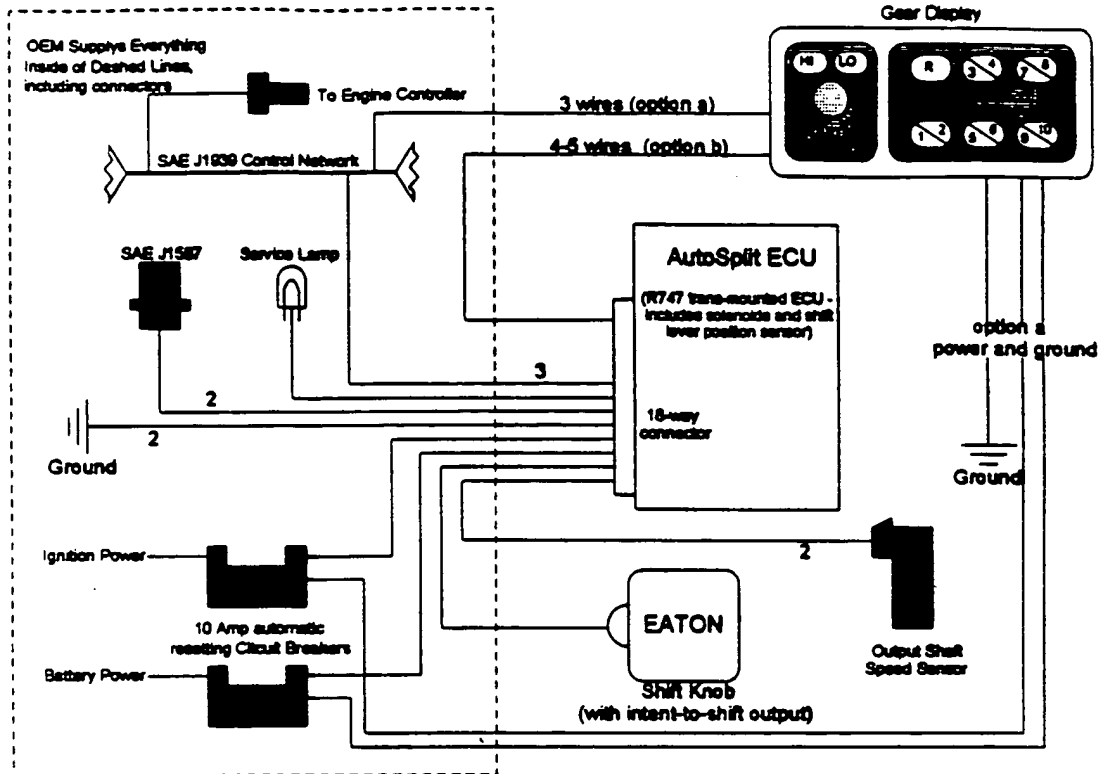 Gear Display
OEM Supplys Everything
Inside of Dashed Lines,
including connectors
To Engine Controller
3 wires (option a)
4-5 wires (option b)
HI LO
R 3 4 7 8
1 2 5 6 9 10
SAE J1939 Control Network
SAE J1587
Service Lamp
AutoSplit ECU
(R747 trans-mounted ECU -
includes solenoids and shift
lever position sensor)
option a
power and ground
3
2
2
18-way
connector
Ground
Ground
Ignition Power
2
10 Amp automatic
resetting Circuit Breakers
EATON
Output Shaft
Speed Sensor
Battery Power
Shift Knob
(with intent-to-shift output)